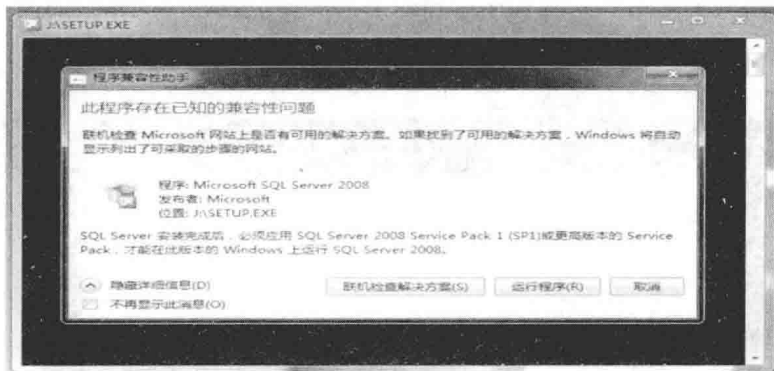 J:\SETUP.EXE
程序兼容性助手
此程序存在已知的兼容性问题
联机检查 Microsoft 网站上是否有可用的解决方案。如果找到了可用的解决方案，Windows 将自动
显示列出了可采取的步骤的网站。
程序: Microsoft SQL Server 2008
发布者: Microsoft
位置: J:\SETUP.EXE
SQL Server 安装完成后，必须应用 SQL Server 2008 Service Pack 1 (SP1)或更高版本的 Service
Pack，才能在此版本的 Windows 上运行 SQL Server 2008。
隐藏详细信息(D)
联机检查解决方案(S)
运行程序(R)
取消
不再显示此消息(O)